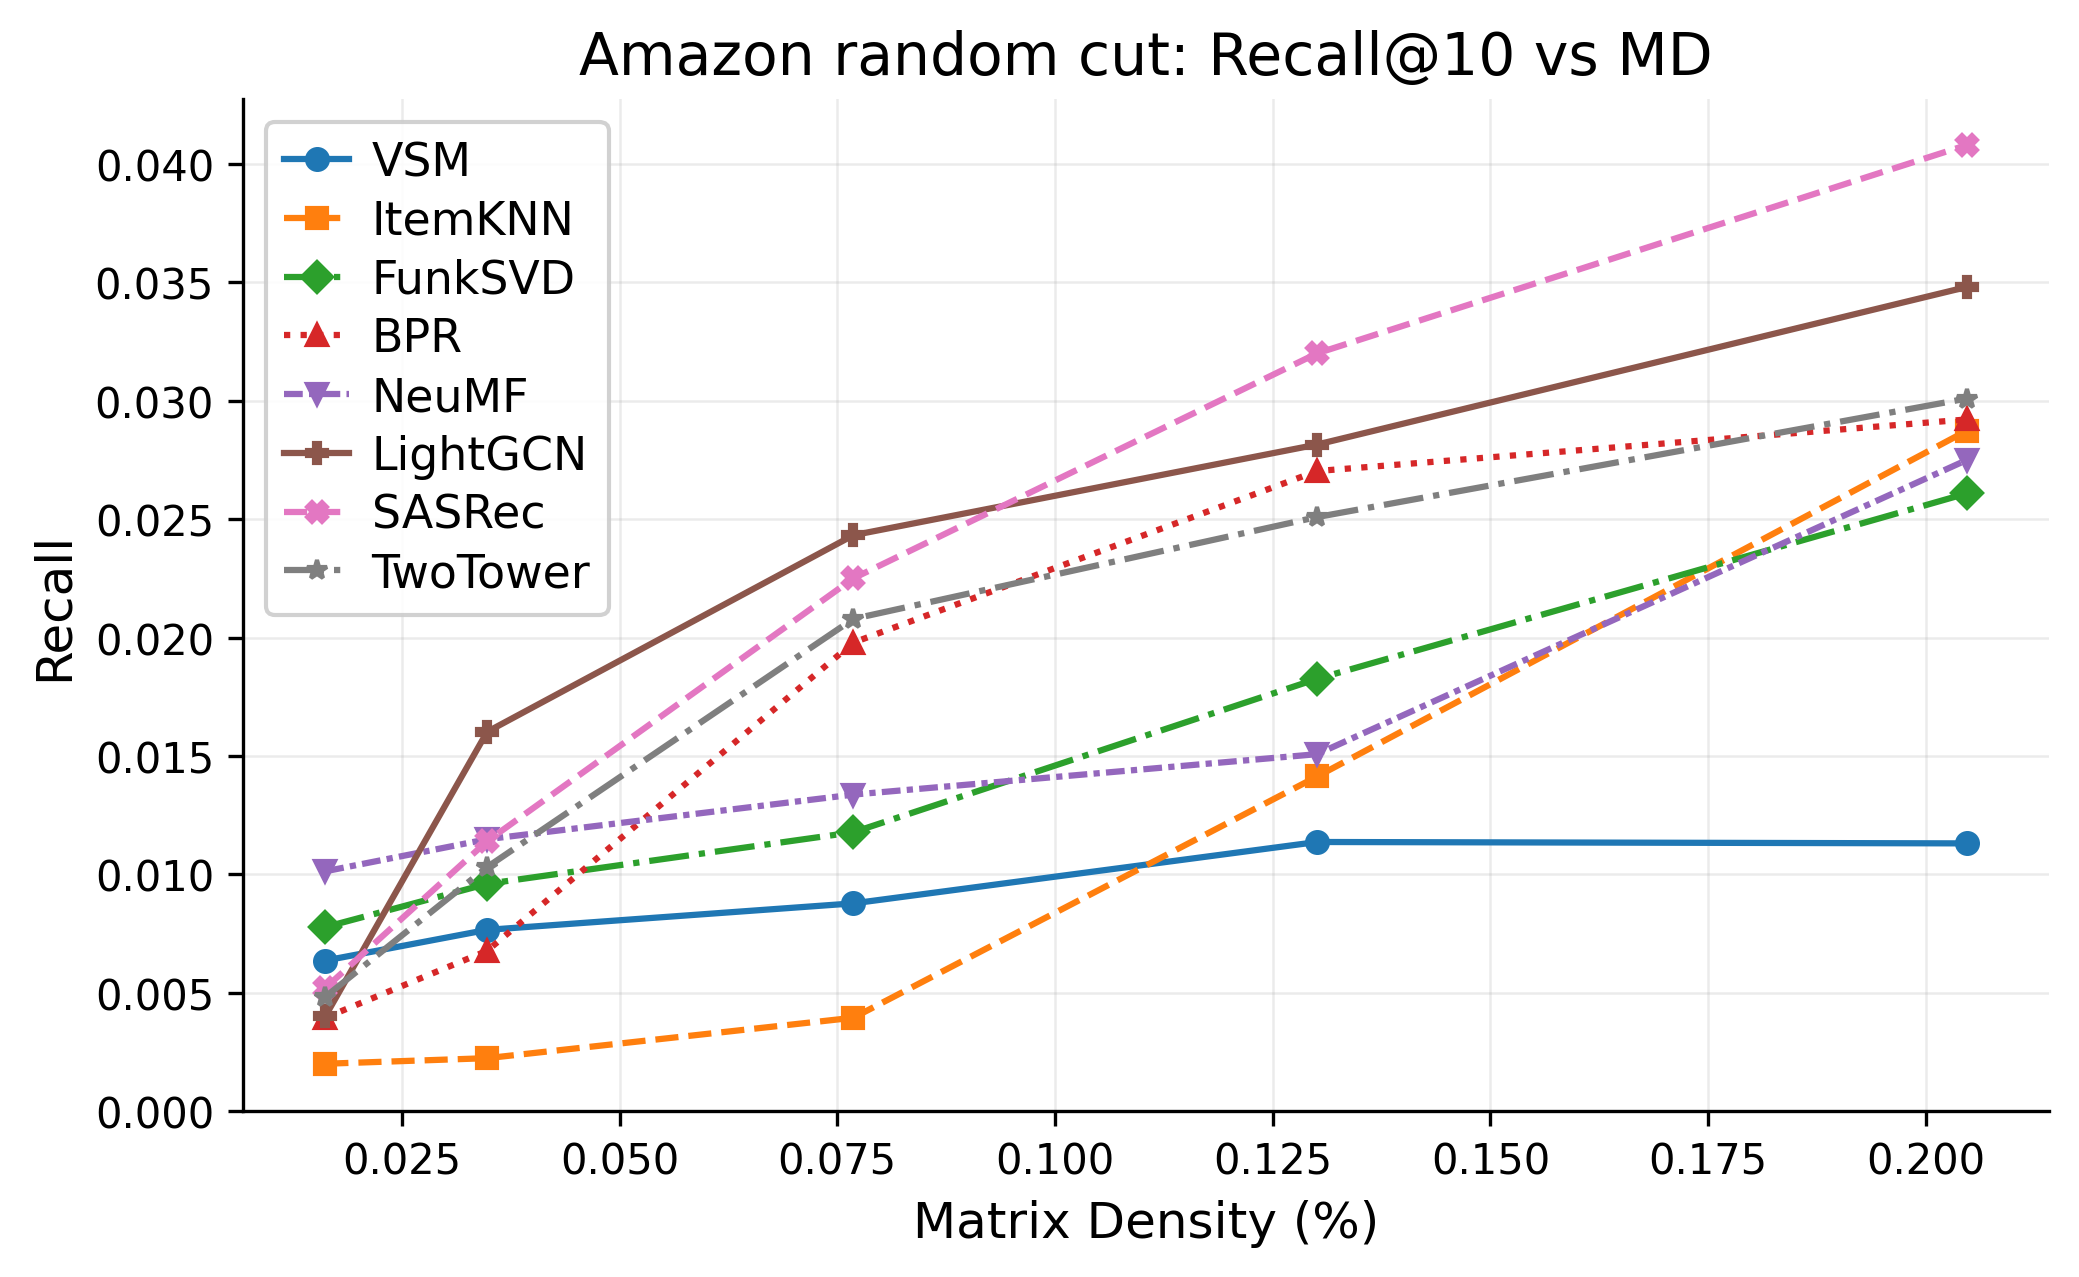 Amazon random cut: Recall@10 vs MD
VSM
ItemKNN
FunkSVD
BPR
NeuMF
LightGCN
SASRec
TwoTower
Recall
0.040
0.035
0.030
0.025
0.020
0.015
0.010
0.005
0.000
0.025 0.050 0.075 0.100 0.125 0.150 0.175 0.200
Matrix Density (%)